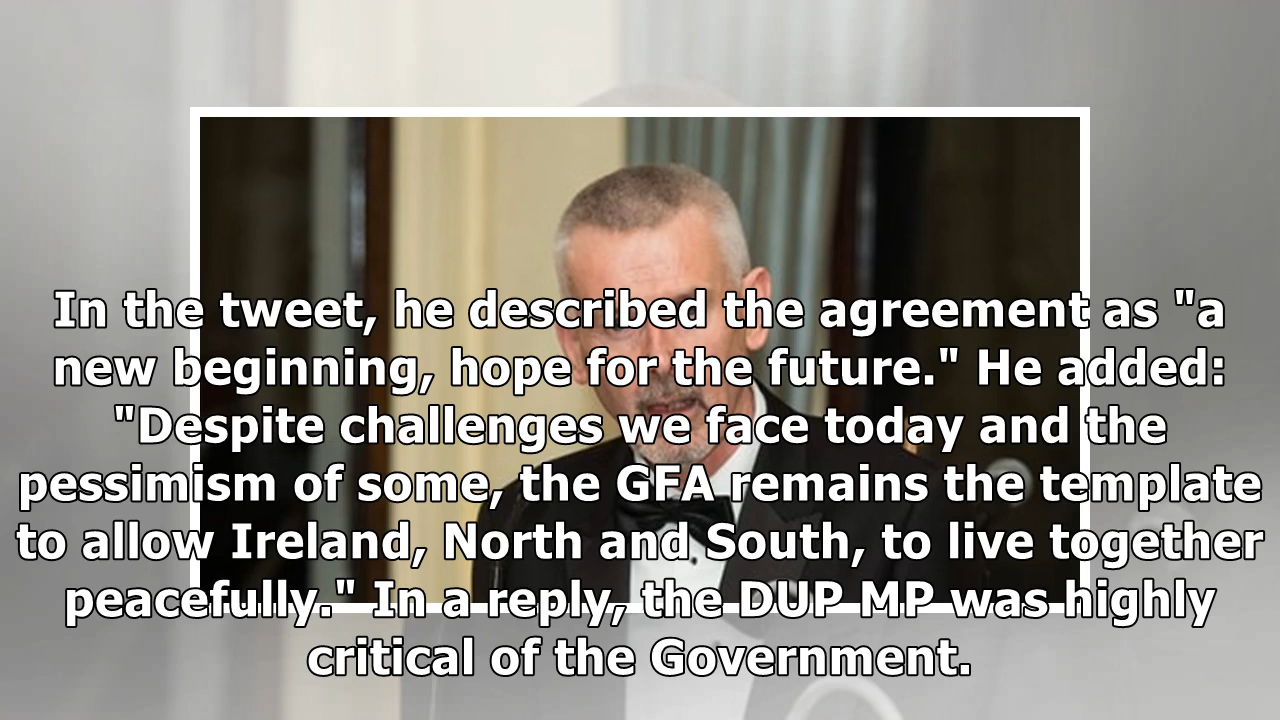 In the tweet, he described the agreement as "a
new beginning, hope for the future." He added:
"Despite challenges we face today and the
pessimism of some, the GFA remains the template
to allow Ireland, North and South, to live together
peacefully." In a reply, the DUP MP was highly
critical of the Government.